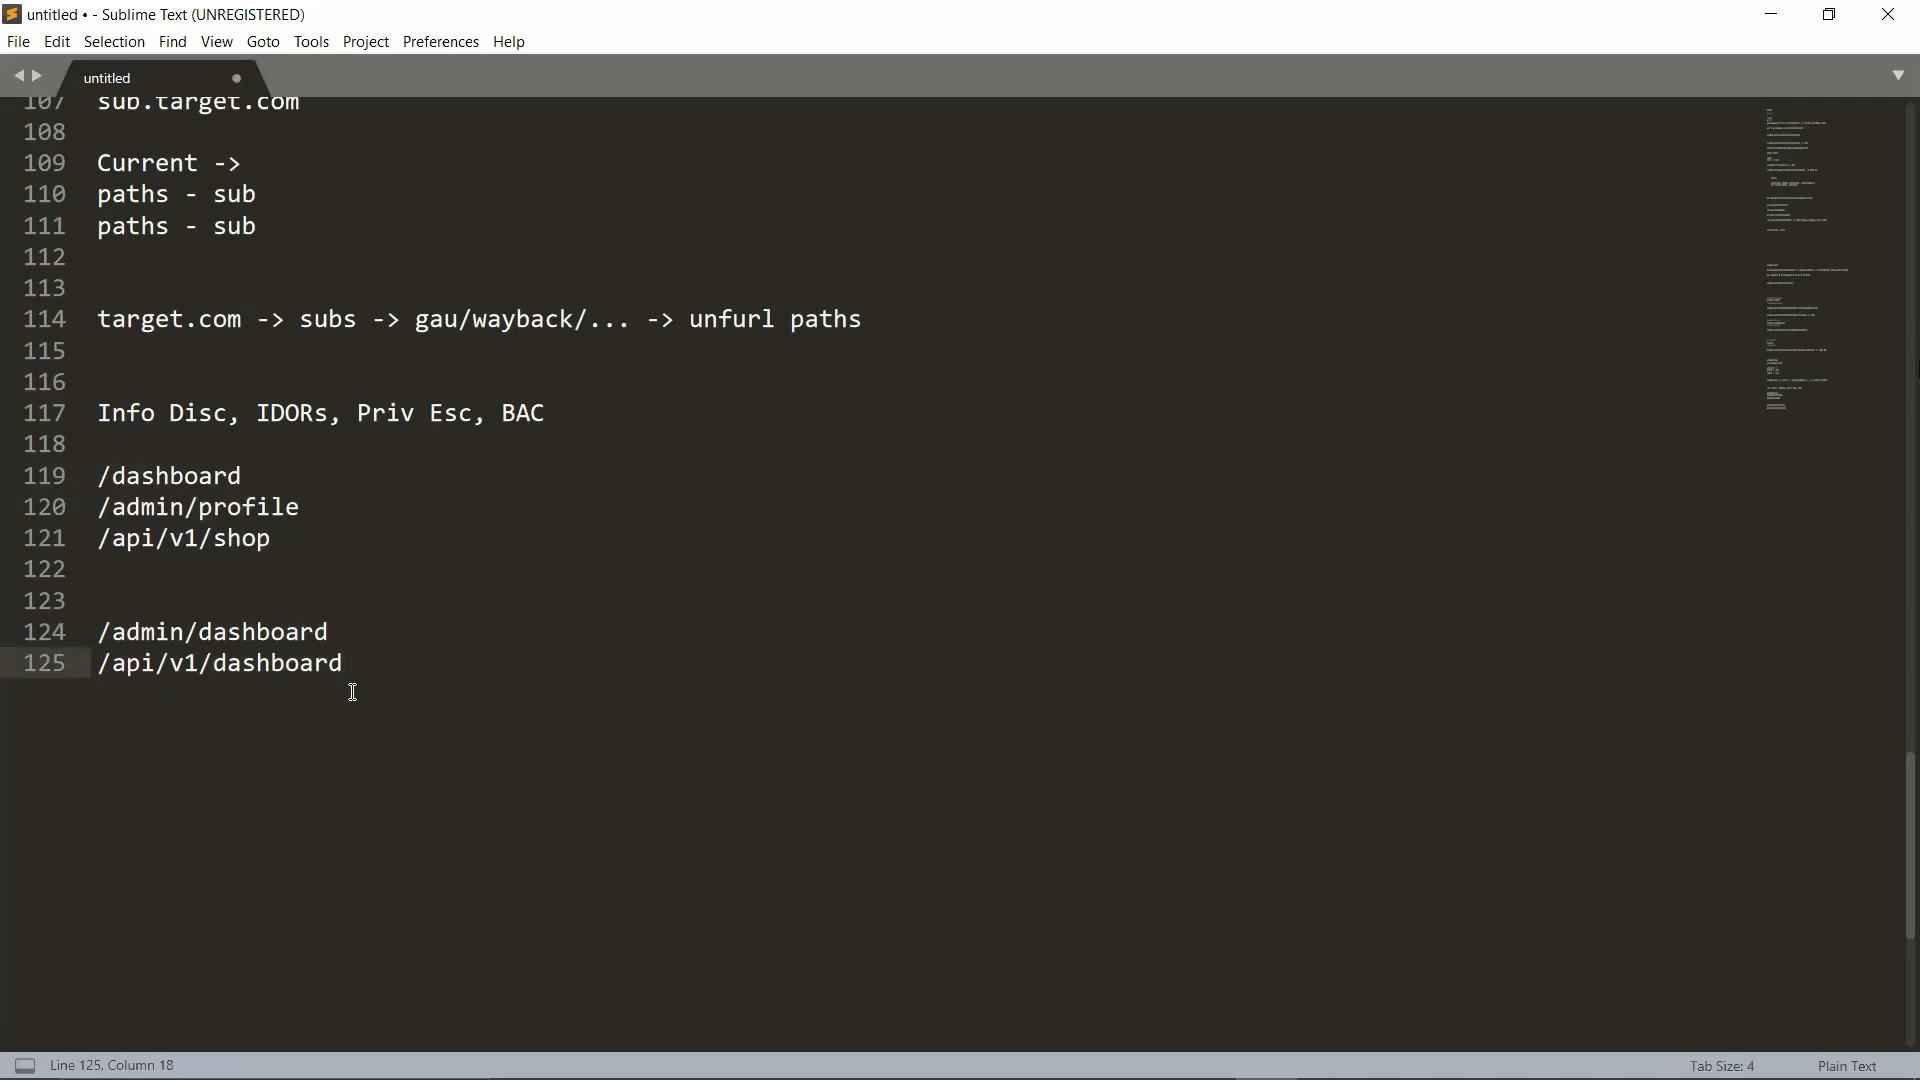 untitled • - Sublime Text (UNREGISTERED)
File Edit Selection Find View Goto Tools Project Preferences Help
untitled
107 sub.target.com
108
109 Current ->
110 paths - sub
111 paths - sub
112
113
114 target.com -> subs -> gau/wayback/... -> unfurl paths
115
116
117 Info Disc, IDORs, Priv Esc, BAC
118
119 /dashboard
120 /admin/profile
121 /api/v1/shop
122
123
124 /admin/dashboard
125 /api/v1/dashboard
Line 125, Column 18 Tab Size: 4 Plain Text